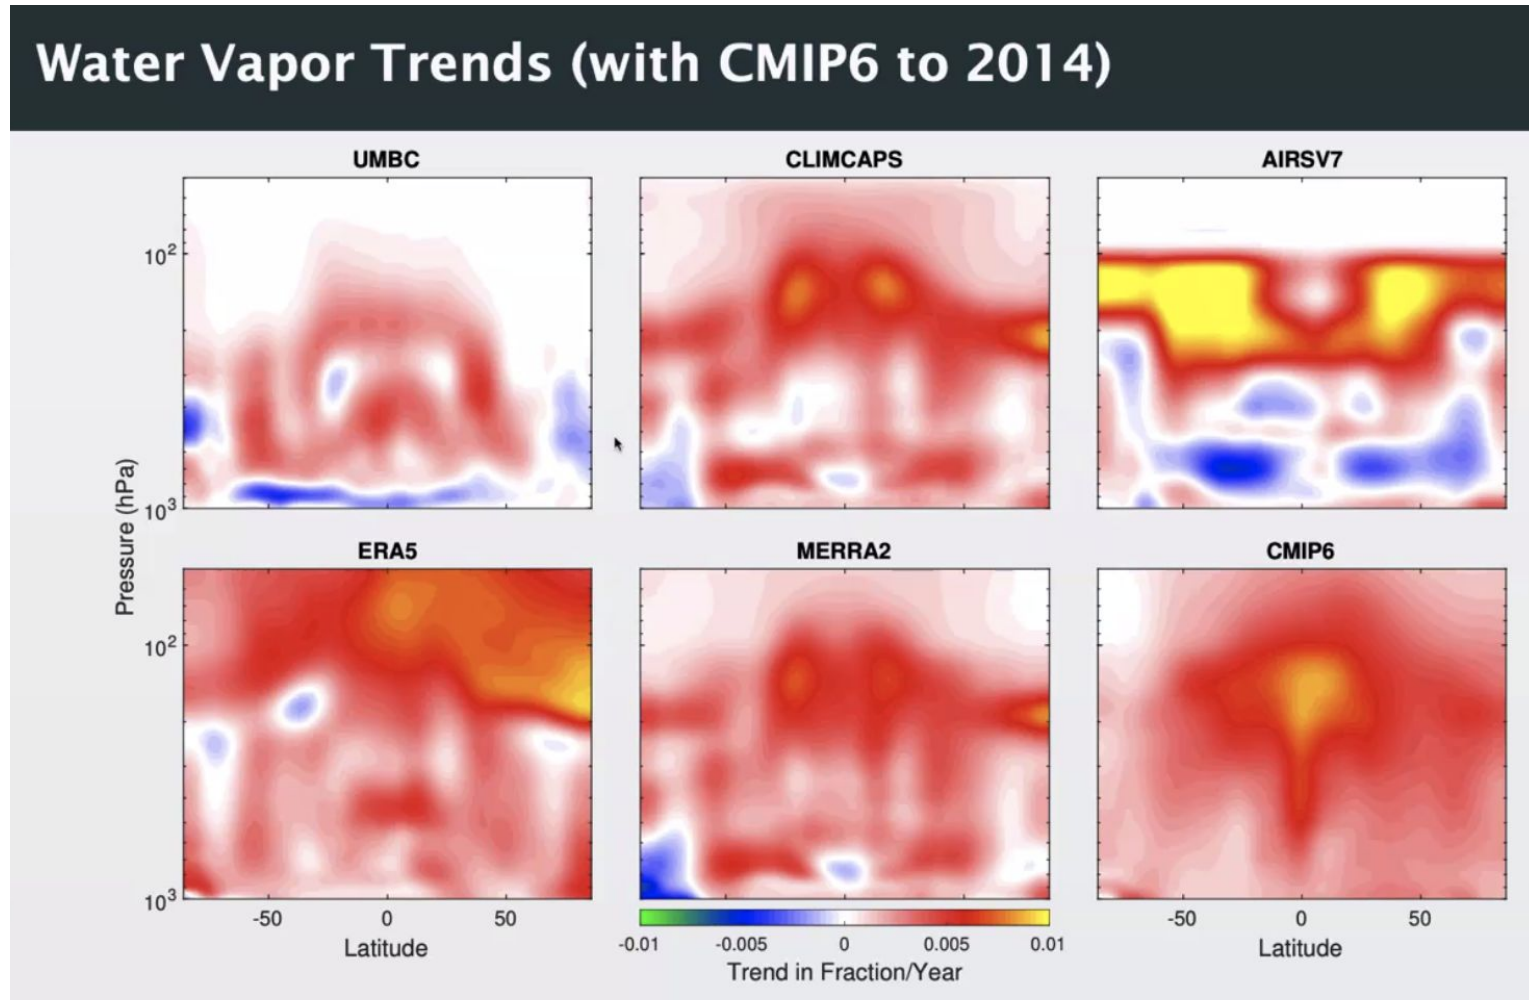 Water Vapor Trends (with CMIP6 to 2014)
UMBC
CLIMCAPS
AIRSV7
10²
10³
ERA5
MERRA2
CMIP6
Pressure (hPa)
10²
10³
-50 0 50
Latitude
-0.01 -0.005 0 0.005 0.01
Trend in Fraction/Year
-50 0 50
Latitude